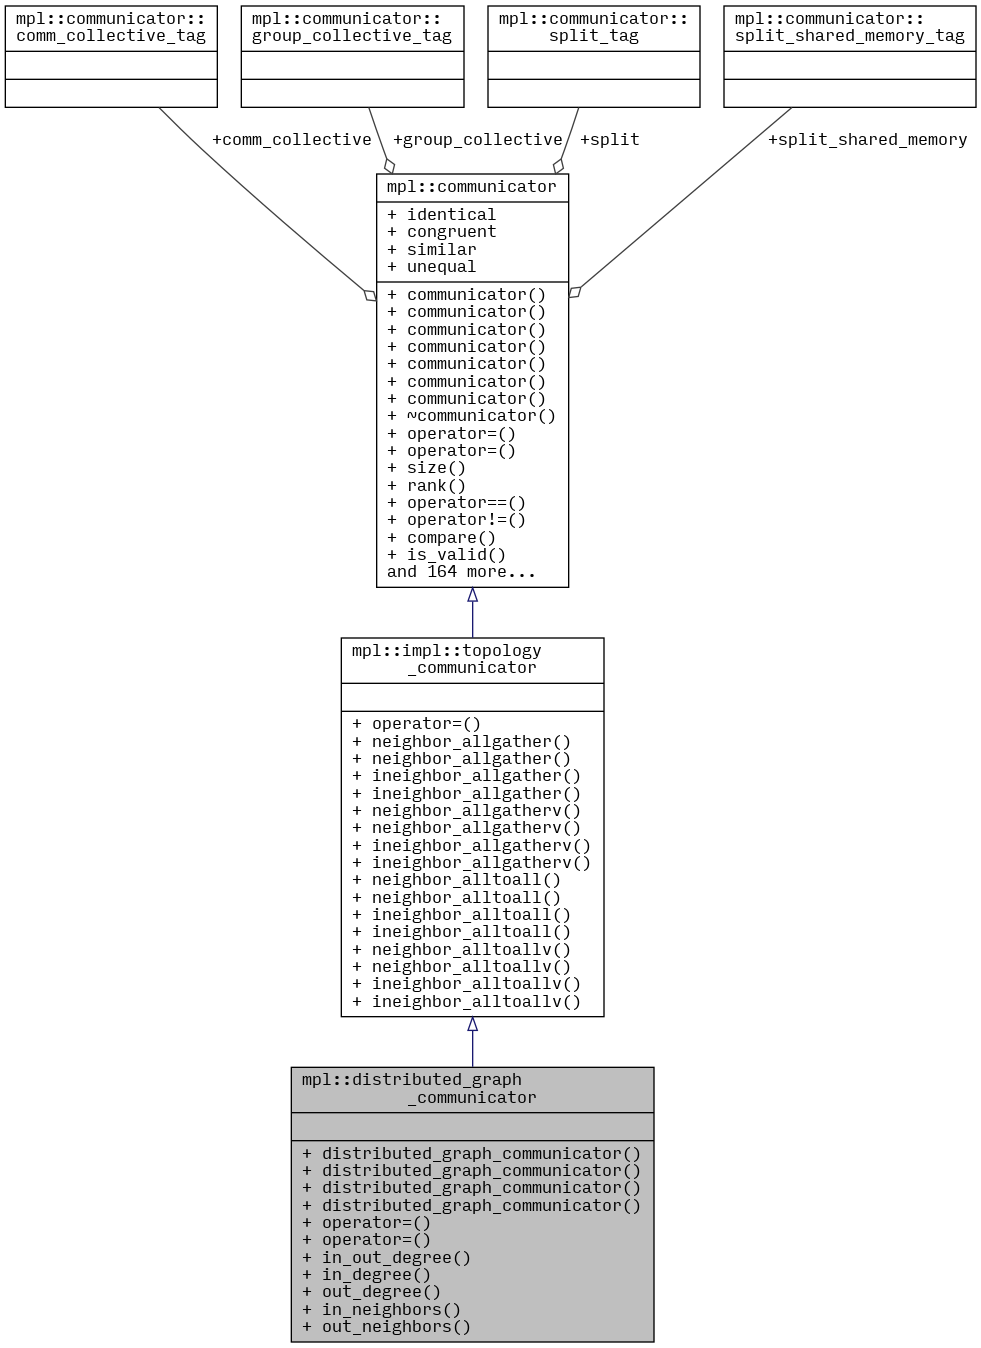 mpl::communicator::
comm_collective_tag
mpl::communicator::
group_collective_tag
mpl::communicator::
split_tag
mpl::communicator::
split_shared_memory_tag
+comm_collective
+group_collective
+split
+split_shared_memory
mpl::communicator
+ identical
+ congruent
+ similar
+ unequal
+ communicator()
+ communicator()
+ communicator()
+ communicator()
+ communicator()
+ communicator()
+ communicator()
+ ~communicator()
+ operator=()
+ operator=()
+ size()
+ rank()
+ operator==()
+ operator!=()
+ compare()
+ is_valid()
and 164 more...
mpl::impl::topology
_communicator
+ operator=()
+ neighbor_allgather()
+ neighbor_allgather()
+ ineighbor_allgather()
+ ineighbor_allgather()
+ neighbor_allgatherv()
+ neighbor_allgatherv()
+ ineighbor_allgatherv()
+ ineighbor_allgatherv()
+ neighbor_alltoall()
+ neighbor_alltoall()
+ ineighbor_alltoall()
+ ineighbor_alltoall()
+ neighbor_alltoallv()
+ neighbor_alltoallv()
+ ineighbor_alltoallv()
+ ineighbor_alltoallv()
mpl::distributed_graph
_communicator
+ distributed_graph_communicator()
+ distributed_graph_communicator()
+ distributed_graph_communicator()
+ distributed_graph_communicator()
+ operator=()
+ operator=()
+ in_out_degree()
+ in_degree()
+ out_degree()
+ in_neighbors()
+ out_neighbors()